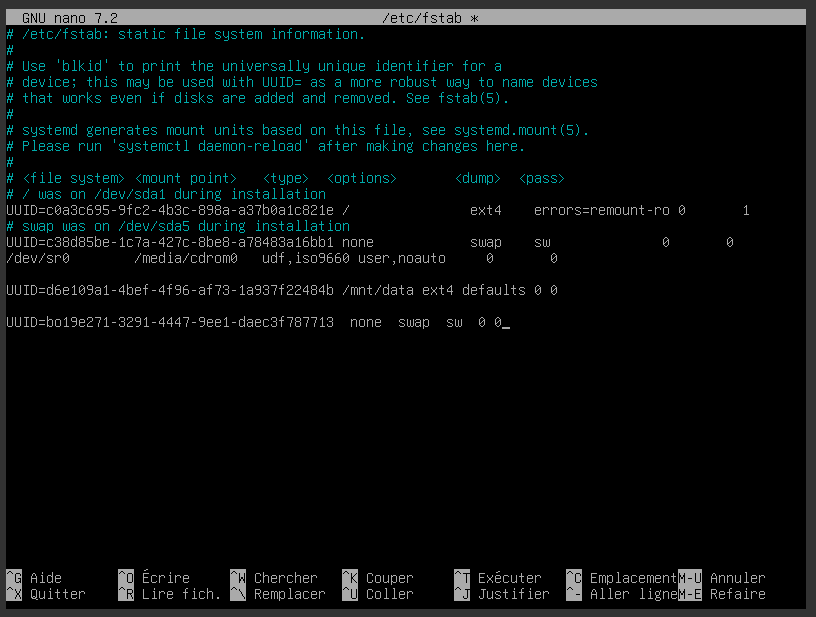 GNU nano 7.2 /etc/fstab *
# /etc/fstab: static file system information.
#
# Use 'blkid' to print the universally unique identifier for a
# device; this may be used with UUID= as a more robust way to name devices
# that works even if disks are added and removed. See fstab(5).
#
# systemd generates mount units based on this file, see systemd.mount(5).
# Please run 'systemctl daemon-reload' after making changes here.
#
# <file system> <mount point> <type> <options> <dump> <pass>
# / was on /dev/sda1 during installation
UUID=c0a3c695-9fc2-4b3c-898a-a37b0a1c821e / ext4 errors=remount-ro 0 1
# swap was on /dev/sda5 during installation
UUID=c38d85be-1c7a-427c-8be8-a78483a16bb1 none swap sw 0 0
/dev/sr0 /media/cdrom0 udf,iso9660 user,noauto 0 0
UUID=d6e109a1-4bef-4f96-af73-1a937f22484b /mnt/data ext4 defaults 0 0
UUID=bo19e271-3291-4447-9ee1-daec3f787713 none swap sw 0 0_
^G Aide ^O Écrire ^W Chercher ^K Couper ^T Exécuter ^C Emplacement M-U Annuler
^X Quitter ^R Lire fich. ^\ Remplacer ^U Coller ^J Justifier ^- Aller ligne M-E Refaire